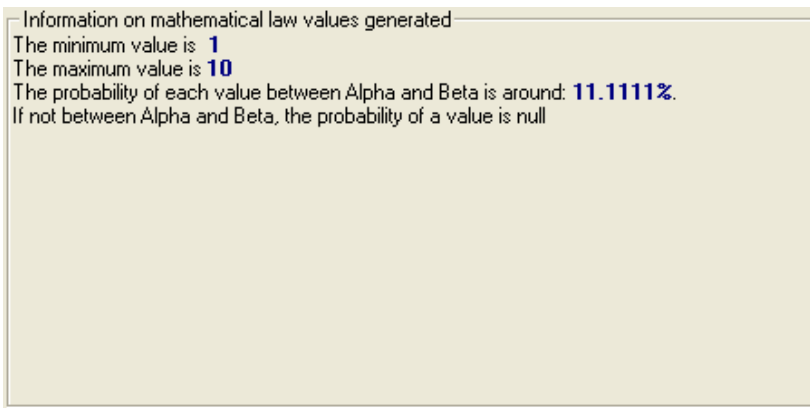 Information on mathematical law values generated
The minimum value is 1
The maximum value is 10
The probability of each value between Alpha and Beta is around: 11.1111%.
If not between Alpha and Beta, the probability of a value is null